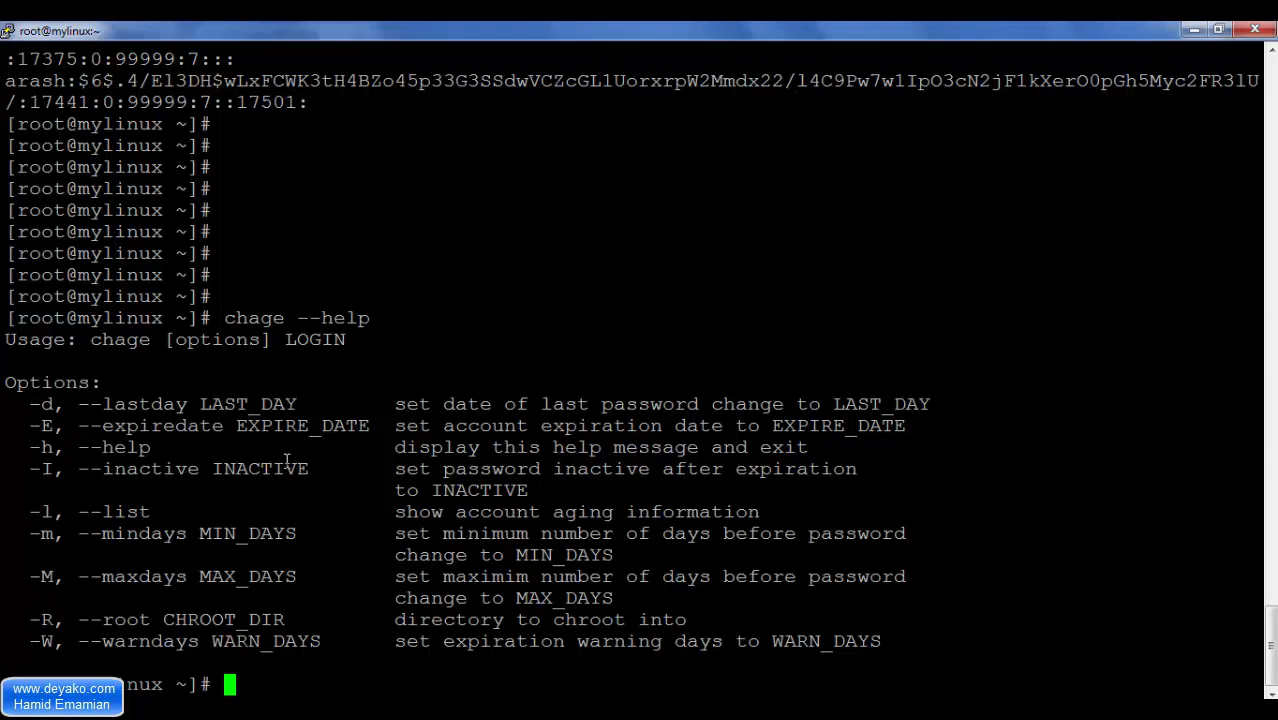 root@mylinux:~
:17375:0:99999:7:::
arash:$6$.4/El3DH$wLxFCWK3tH4BZo45p33G3SSdwVCZcGL1UorxrpW2Mmdx22/l4C9Pw7w1IpO3cN2jF1kXerO0pGh5Myc2FR3lU
/:17441:0:99999:7::17501:
[root@mylinux ~]#
[root@mylinux ~]#
[root@mylinux ~]#
[root@mylinux ~]#
[root@mylinux ~]#
[root@mylinux ~]#
[root@mylinux ~]#
[root@mylinux ~]#
[root@mylinux ~]#
[root@mylinux ~]# chage --help
Usage: chage [options] LOGIN
Options:
-d, --lastday LAST_DAY set date of last password change to LAST_DAY
-E, --expiredate EXPIRE_DATE set account expiration date to EXPIRE_DATE
-h, --help display this help message and exit
-I, --inactive INACTIVE set password inactive after expiration
to INACTIVE
-l, --list show account aging information
-m, --mindays MIN_DAYS set minimum number of days before password
change to MIN_DAYS
-M, --maxdays MAX_DAYS set maximim number of days before password
change to MAX_DAYS
-R, --root CHROOT_DIR directory to chroot into
-W, --warndays WARN_DAYS set expiration warning days to WARN_DAYS
nux ~]#
www.deyako.com
Hamid Emamian